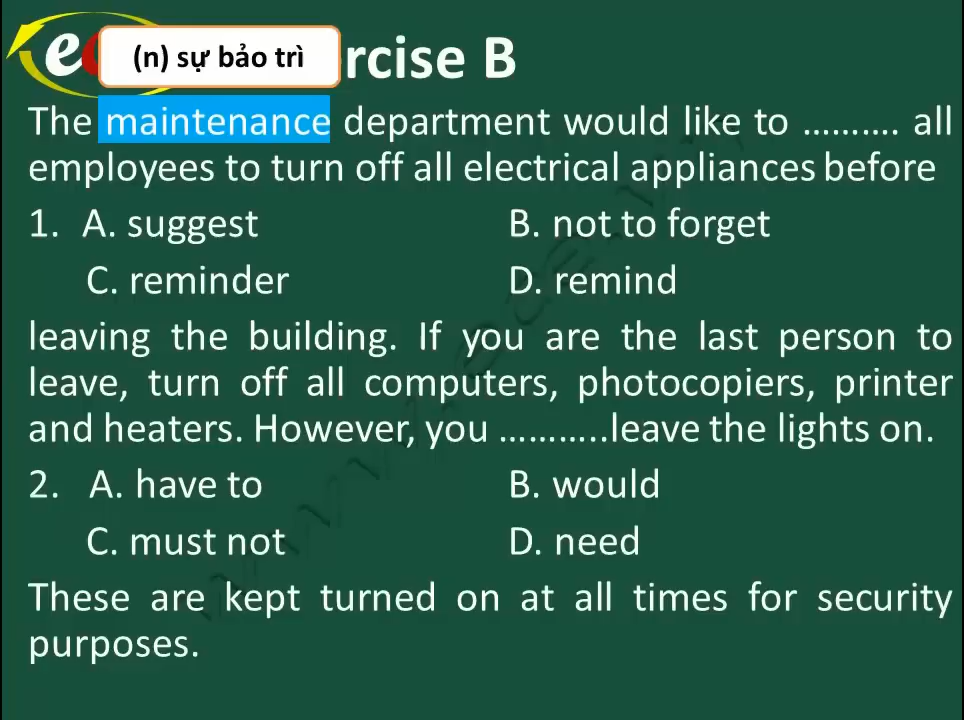 (n) sự bảo trì
rcise B
The maintenance department would like to ………. all
employees to turn off all electrical appliances before
1. A. suggest B. not to forget
C. reminder D. remind
leaving the building. If you are the last person to
leave, turn off all computers, photocopiers, printer
and heaters. However, you ………..leave the lights on.
2. A. have to B. would
C. must not D. need
These are kept turned on at all times for security
purposes.